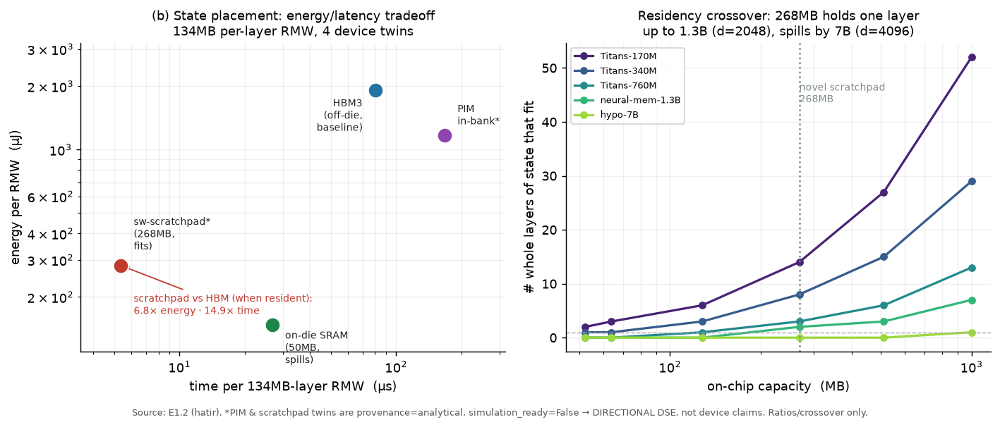 (b) State placement: energy/latency tradeoff
134MB per-layer RMW, 4 device twins
3 × 10³
2 × 10³
10³
6 × 10²
4 × 10²
3 × 10²
2 × 10²
energy per RMW (µJ)
HBM3
(off-die,
baseline)
PIM
in-bank*
sw-scratchpad*
(268MB,
fits)
scratchpad vs HBM (when resident):
6.8× energy · 14.9× time
on-die SRAM
(50MB,
spills)
10¹
10²
time per 134MB-layer RMW (µs)
Residency crossover: 268MB holds one layer
up to 1.3B (d=2048), spills by 7B (d=4096)
Titans-170M
Titans-340M
Titans-760M
neural-mem-1.3B
hypo-7B
novel scratchpad
268MB
50
40
30
20
10
0
# whole layers of state that fit
10²
10³
on-chip capacity (MB)
Source: E1.2 (hatir). *PIM & scratchpad twins are provenance=analytical, simulation_ready=False → DIRECTIONAL DSE, not device claims. Ratios/crossover only.